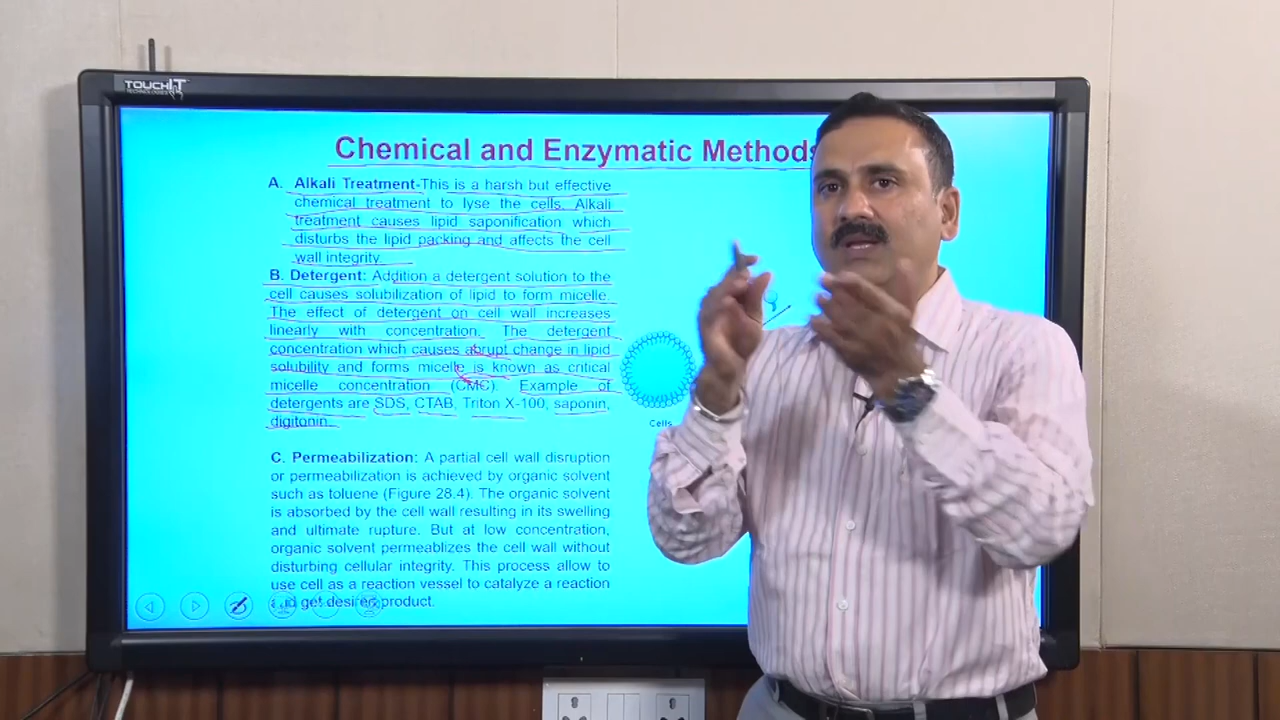 TOUCHIT
TECHNOLOGIES
Chemical and Enzymatic Methods
A. Alkali Treatment-This is a harsh but effective
chemical treatment to lyse the cells. Alkali
treatment causes lipid saponification which
disturbs the lipid packing and affects the cell
wall integrity.
B. Detergent: Addition a detergent solution to the
cell causes solubilization of lipid to form micelle.
The effect of detergent on cell wall increases
linearly with concentration. The detergent
concentration which causes abrupt change in lipid
solubility and forms micelle is known as critical
micelle concentration (CMC). Example of
detergents are SDS, CTAB, Triton X-100, saponin,
digitonin.
Cells
C. Permeabilization: A partial cell wall disruption
or permeabilization is achieved by organic solvent
such as toluene (Figure 28.4). The organic solvent
is absorbed by the cell wall resulting in its swelling
and ultimate rupture. But at low concentration,
organic solvent permeablizes the cell wall without
disturbing cellular integrity. This process allow to
use cell as a reaction vessel to catalyze a reaction
and get desired product.